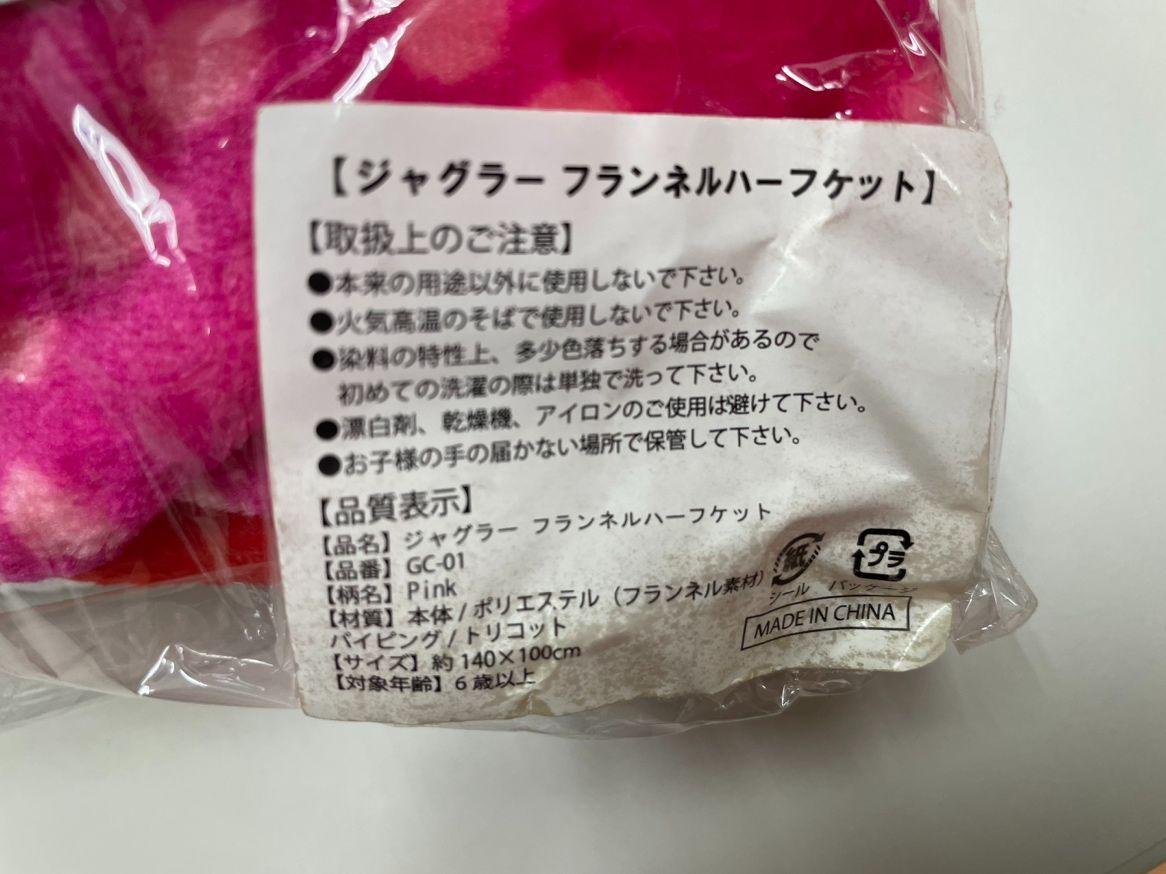 【ジャグラー フランネルハーフケット】
【取扱上のご注意】
●本来の用途以外に使用しないで下さい。
●火気高温のそばで使用しないで下さい。
●染料の特性上、多少色落ちする場合があるので
初めての洗濯の際は単独で洗って下さい。
●漂白剤、乾燥機、アイロンのご使用は避けて下さい。
●お子様の手の届かない場所で保管して下さい。
【品質表示】
【品名】ジャグラー フランネルハーフケット
【品番】GC-01
【柄名】Pink
【材質】本体/ポリエステル（フランネル素材）
パイピング/トリコット
【サイズ】約140×100cm
【対象年齢】6歳以上
紙 プラ
シール パッケージ
MADE IN CHINA